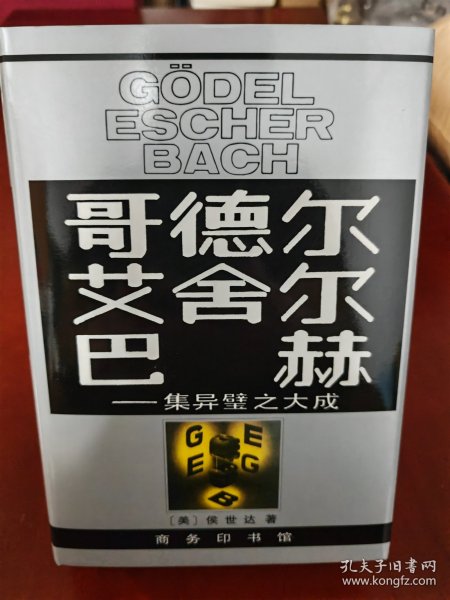 GÖDEL
ESCHER
BACH
哥德尔
艾舍尔
巴赫
——集异璧之大成
G E
E G
B
〔美〕侯世达 著
商务印书馆
孔夫子旧书网
www.kongfz.com